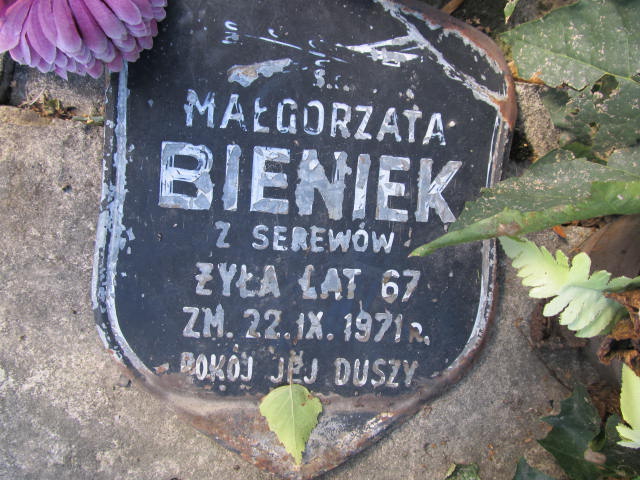 Ś.
MAŁGORZATA
BIENIEK
Z SEREWÓW
ŻYŁA LAT 67
ZM. 22.IX. 1971 r.
POKÓJ JEJ DUSZY